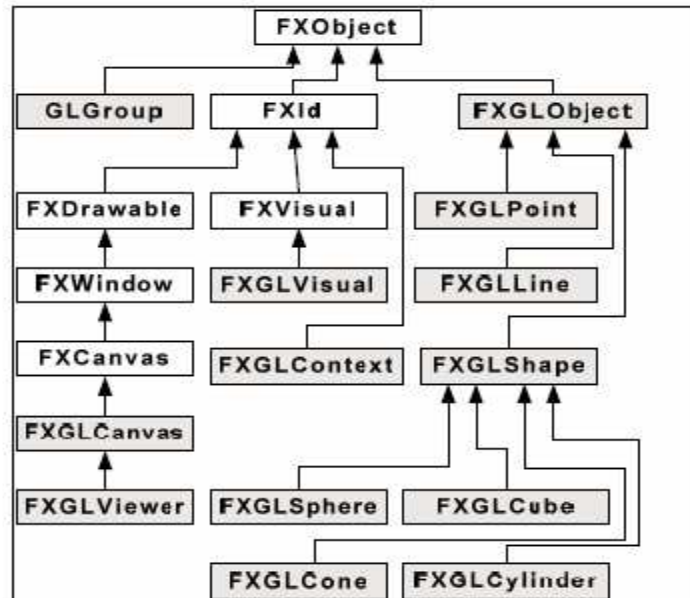 FXObject
GLGroup
FXId
FXGLObject
FXDrawable
FXVisual
FXGLPoint
FXWindow
FXGLVisual
FXGLLine
FXCanvas
FXGLContext
FXGLShape
FXGLCanvas
FXGLViewer
FXGLSphere
FXGLCube
FXGLCone
FXGLCylinder